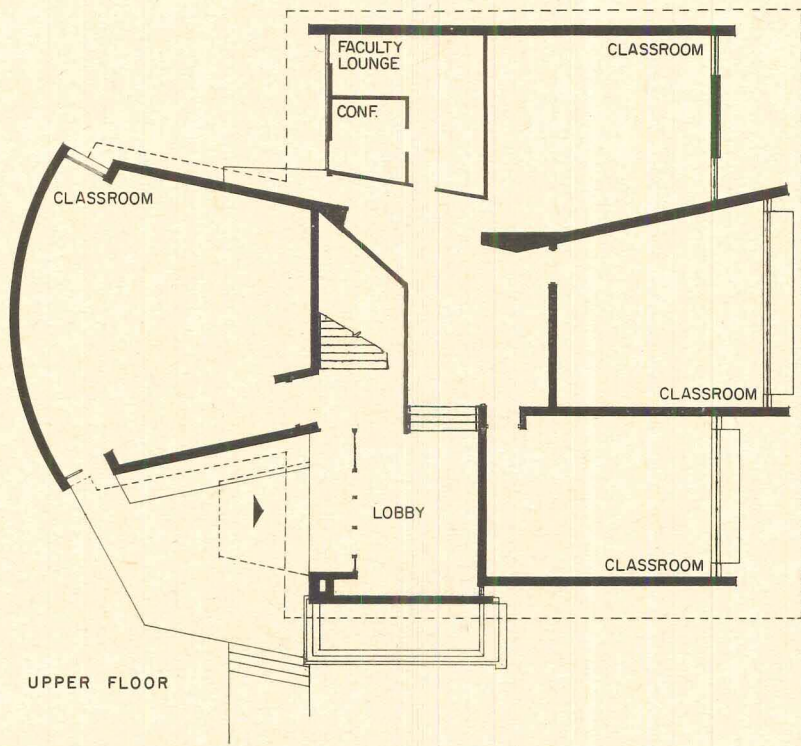 FACULTY
LOUNGE
CLASSROOM
CONF.
CLASSROOM
CLASSROOM
LOBBY
CLASSROOM
UPPER FLOOR